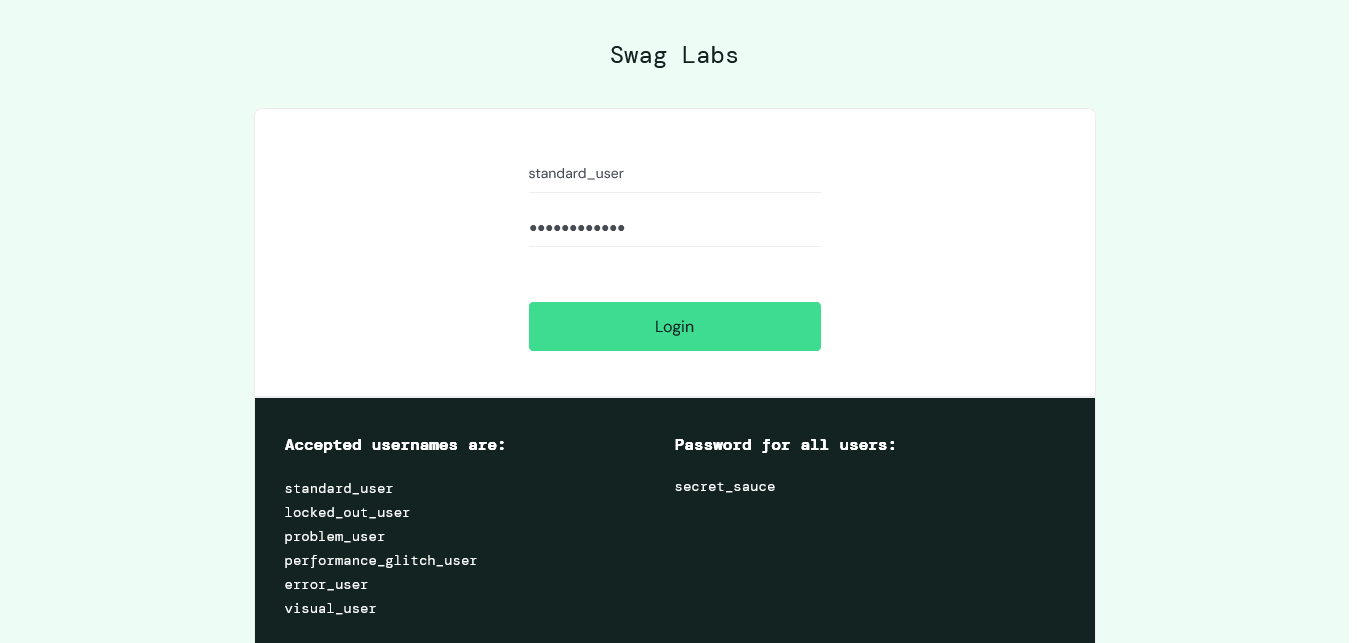 Swag Labs
standard_user
••••••••••••
Login
Accepted usernames are:
standard_user
locked_out_user
problem_user
performance_glitch_user
error_user
visual_user
Password for all users:
secret_sauce